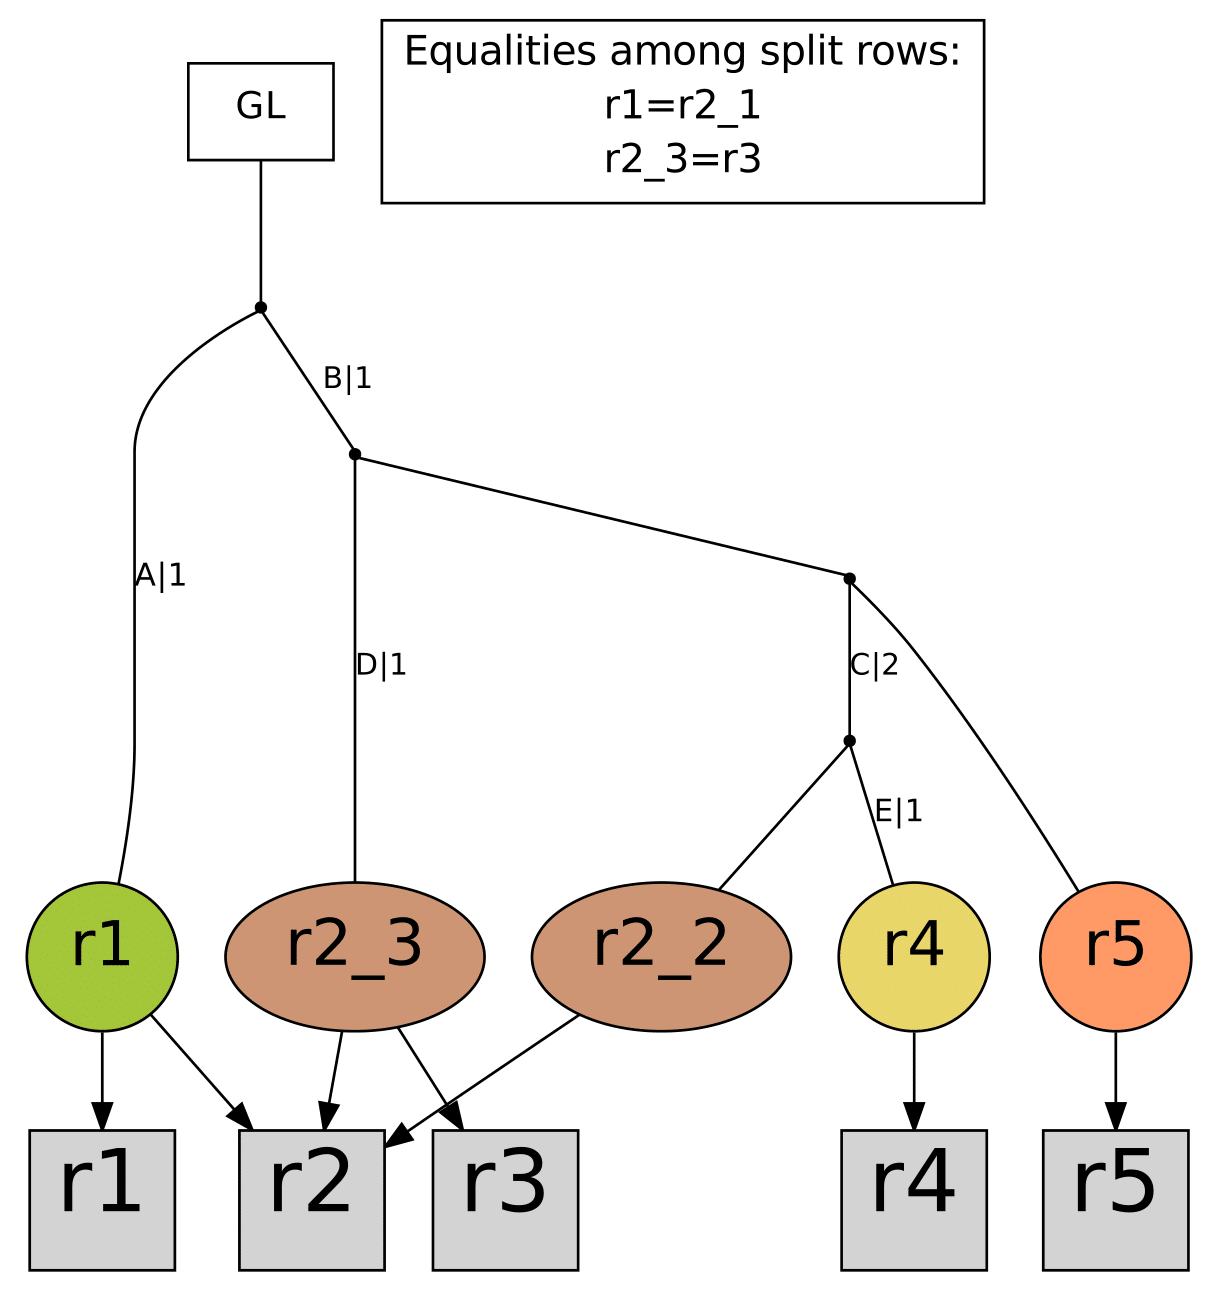 Equalities among split rows:
r1=r2_1
r2_3=r3
GL
B|1
A|1
D|1
C|2
E|1
r1
r2_3
r2_2
r4
r5
r1
r2
r3
r4
r5